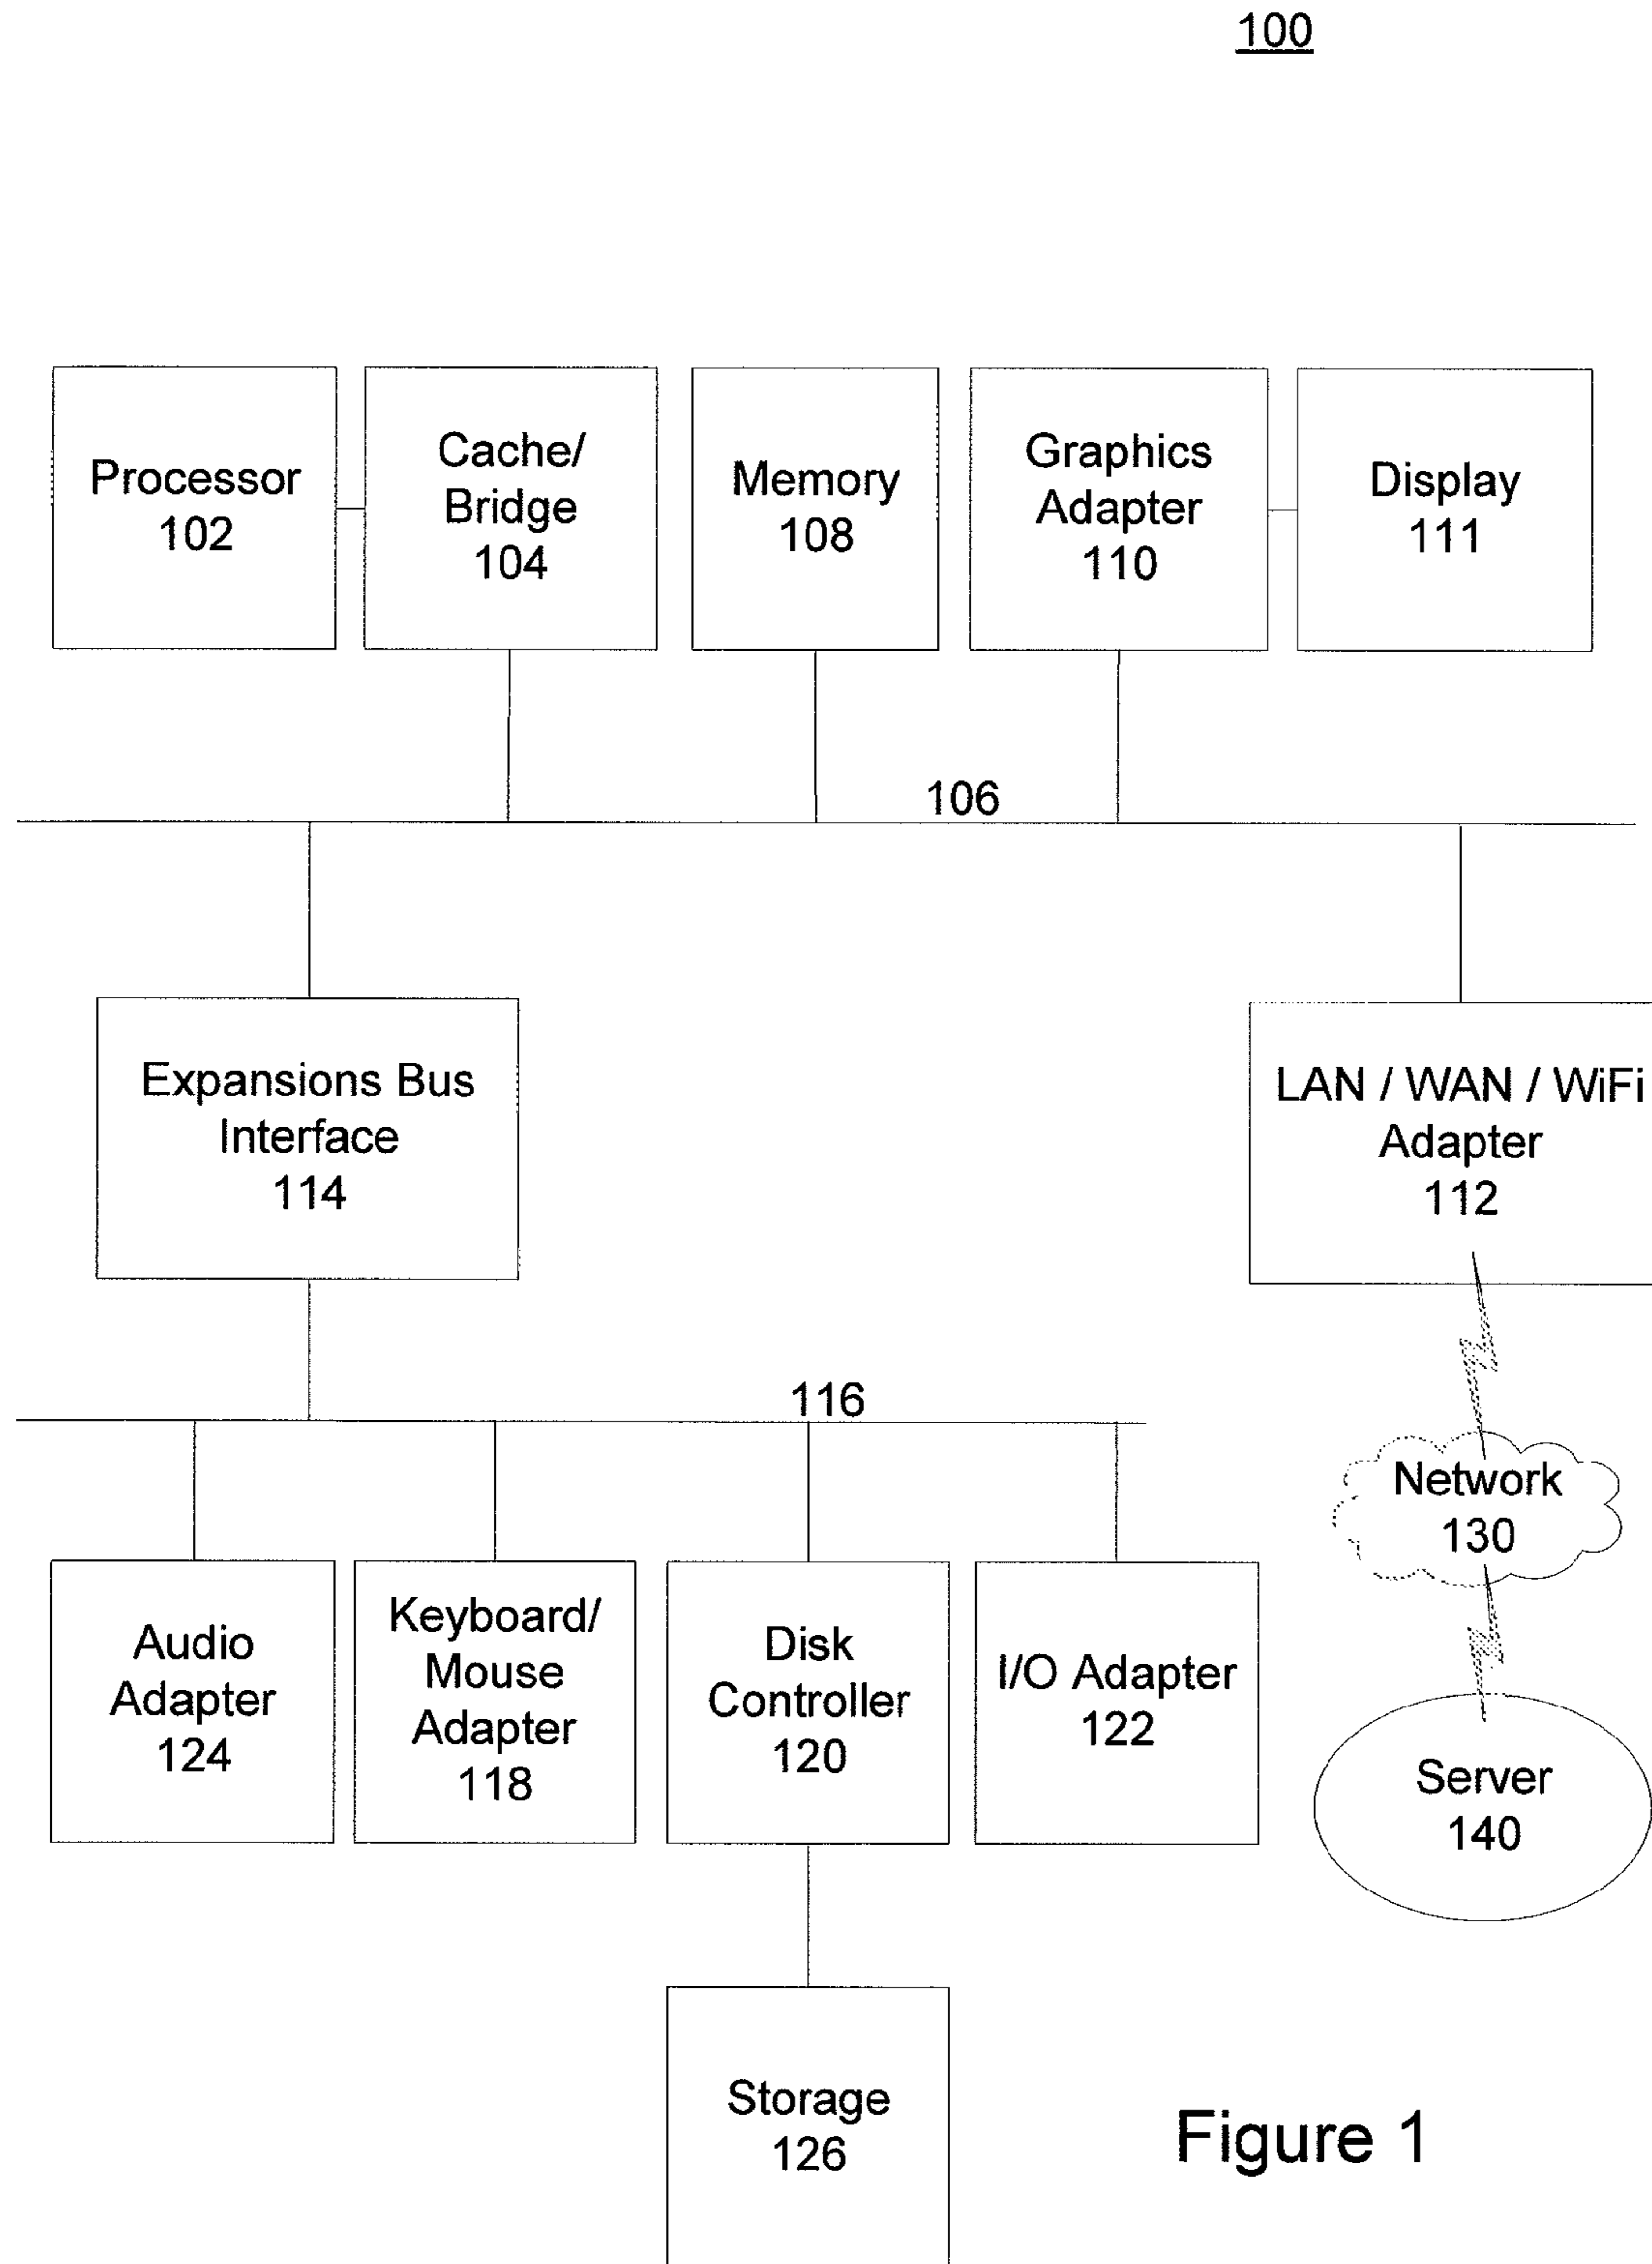 100
Processor
102
Cache/
Bridge
104
Memory
108
Graphics
Adapter
110
Display
111
106
Expansions Bus
Interface
114
LAN / WAN / WiFi
Adapter
112
116
Network
130
Audio
Adapter
124
Keyboard/
Mouse
Adapter
118
Disk
Controller
120
I/O Adapter
122
Server
140
Storage
126
Figure 1